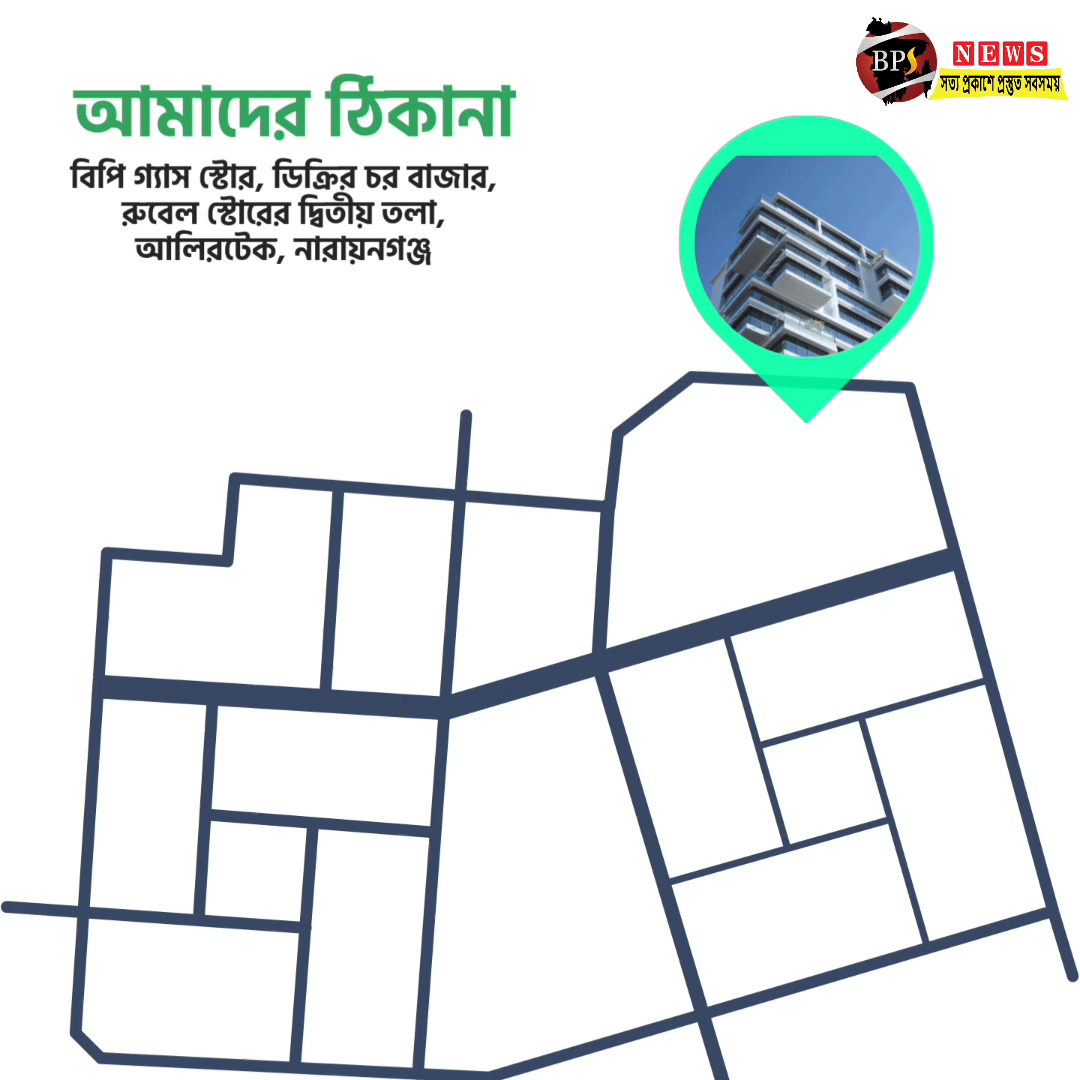 BPS NEWS
সত্য প্রকাশে প্রস্তুত সবসময়
আমাদের ঠিকানা
বিপি গ্যাস স্টোর, ডিক্রির চর বাজার,
রুবেল স্টোরের দ্বিতীয় তলা,
আলিরটেক, নারায়নগঞ্জ